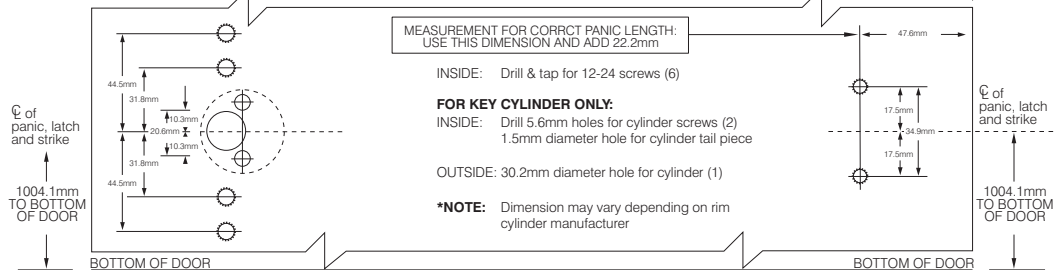 MEASUREMENT FOR CORRCT PANIC LENGTH:
USE THIS DIMENSION AND ADD 22.2mm
47.6mm
INSIDE: Drill & tap for 12-24 screws (6)
FOR KEY CYLINDER ONLY:
INSIDE: Drill 5.6mm holes for cylinder screws (2)
1.5mm diameter hole for cylinder tail piece
OUTSIDE: 30.2mm diameter hole for cylinder (1)
*NOTE: Dimension may vary depending on rim
cylinder manufacturer
44.5mm
31.8mm
10.3mm
20.6mm
10.3mm
31.8mm
44.5mm
℄ of
panic, latch
and strike
1004.1mm
TO BOTTOM
OF DOOR
BOTTOM OF DOOR
17.5mm
34.9mm
17.5mm
℄ of
panic, latch
and strike
1004.1mm
TO BOTTOM
OF DOOR
BOTTOM OF DOOR